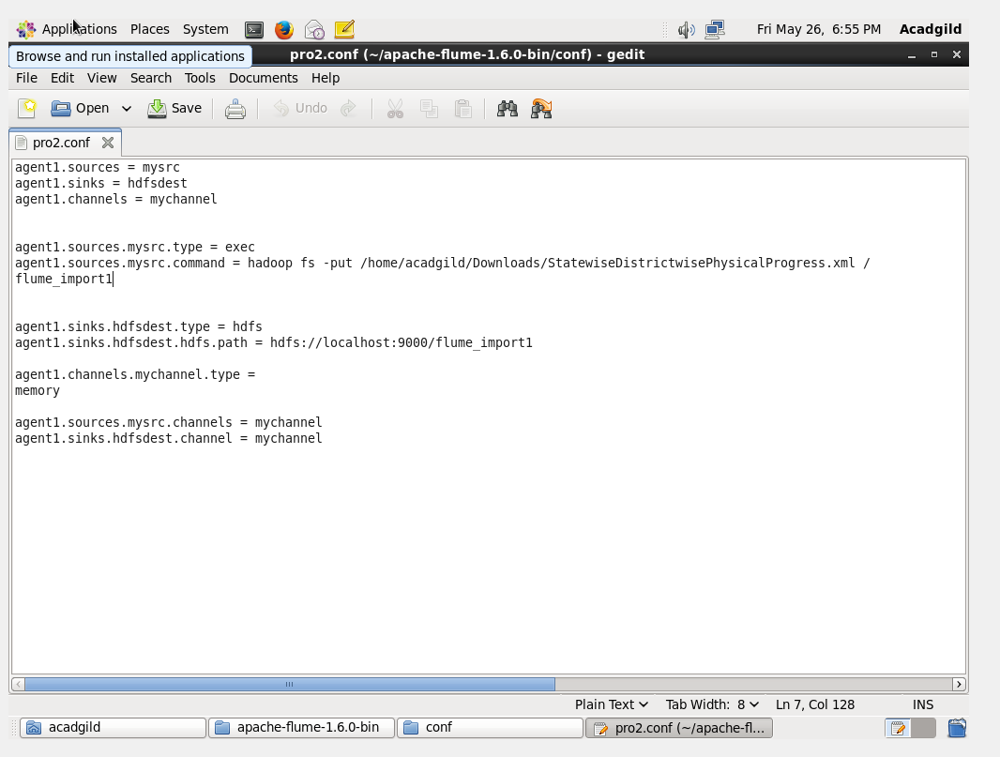 Applications Places System Fri May 26, 6:55 PM Acadgild
Browse and run installed applications
pro2.conf (~/apache-flume-1.6.0-bin/conf) - gedit
File Edit View Search Tools Documents Help
Open Save Undo
pro2.conf
agent1.sources = mysrc
agent1.sinks = hdfsdest
agent1.channels = mychannel
agent1.sources.mysrc.type = exec
agent1.sources.mysrc.command = hadoop fs -put /home/acadgild/Downloads/StatewiseDistrictwisePhysicalProgress.xml /
flume_import1
agent1.sinks.hdfsdest.type = hdfs
agent1.sinks.hdfsdest.hdfs.path = hdfs://localhost:9000/flume_import1
agent1.channels.mychannel.type =
memory
agent1.sources.mysrc.channels = mychannel
agent1.sinks.hdfsdest.channel = mychannel
Plain Text Tab Width: 8 Ln 7, Col 128 INS
acadgild apache-flume-1.6.0-bin conf pro2.conf (~/apache-fl...